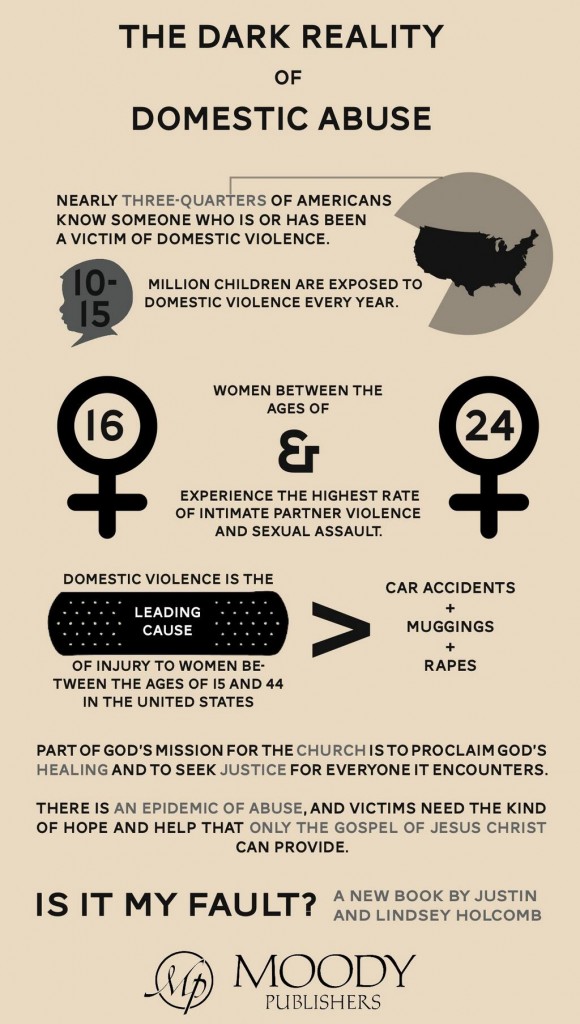 THE DARK REALITY
OF
DOMESTIC ABUSE
NEARLY THREE-QUARTERS OF AMERICANS
KNOW SOMEONE WHO IS OR HAS BEEN
A VICTIM OF DOMESTIC VIOLENCE.
10-
15
MILLION CHILDREN ARE EXPOSED TO
DOMESTIC VIOLENCE EVERY YEAR.
WOMEN BETWEEN THE
AGES OF
16
&
24
EXPERIENCE THE HIGHEST RATE
OF INTIMATE PARTNER VIOLENCE
AND SEXUAL ASSAULT.
DOMESTIC VIOLENCE IS THE
LEADING
CAUSE
OF INJURY TO WOMEN BE-
TWEEN THE AGES OF 15 AND 44
IN THE UNITED STATES
>
CAR ACCIDENTS
+
MUGGINGS
+
RAPES
PART OF GOD'S MISSION FOR THE CHURCH IS TO PROCLAIM GOD'S
HEALING AND TO SEEK JUSTICE FOR EVERYONE IT ENCOUNTERS.
THERE IS AN EPIDEMIC OF ABUSE, AND VICTIMS NEED THE KIND
OF HOPE AND HELP THAT ONLY THE GOSPEL OF JESUS CHRIST
CAN PROVIDE.
IS IT MY FAULT?
A NEW BOOK BY JUSTIN
AND LINDSEY HOLCOMB
Mp
MOODY
PUBLISHERS